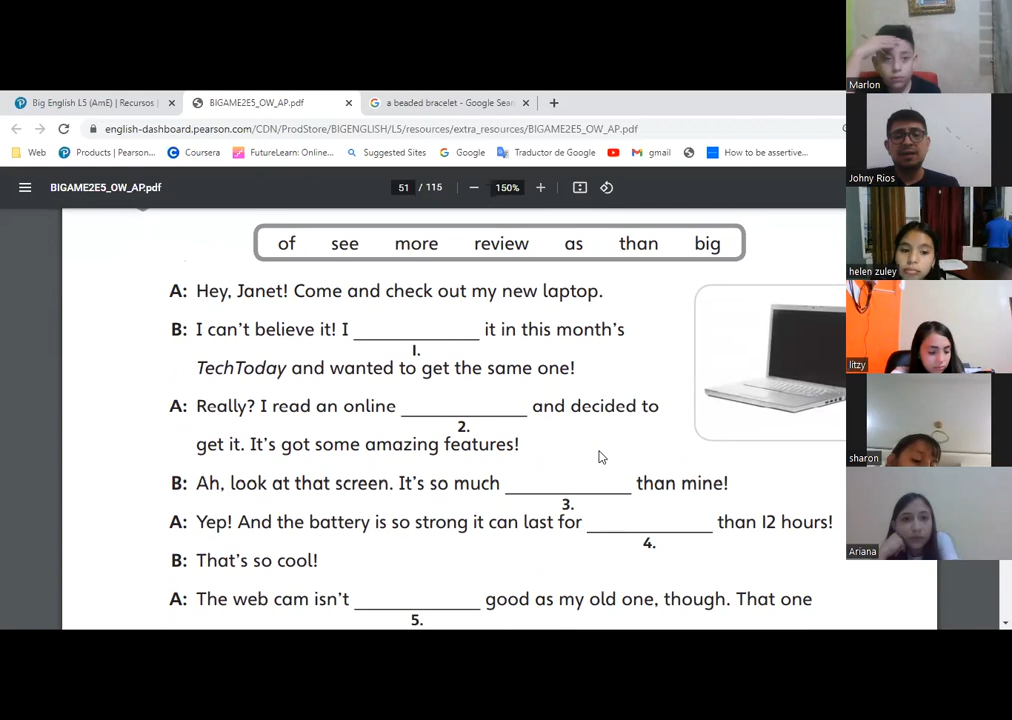 Big English L5 (AmE) | Recursos |
BIGAME2E5_OW_AP.pdf
a beaded bracelet - Google Sear
english-dashboard.pearson.com/CDN/ProdStore/BIGENGLISH/L5/resources/extra_resources/BIGAME2E5_OW_AP.pdf
Web Products | Pearson... Coursera FutureLearn: Online... Suggested Sites Google Traductor de Google gmail How to be assertive...
BIGAME2E5_OW_AP.pdf 51 / 115 — 150% +
of see more review as than big
A: Hey, Janet! Come and check out my new laptop.
B: I can't believe it! I ____________ it in this month's
1.
TechToday and wanted to get the same one!
A: Really? I read an online ____________ and decided to
2.
get it. It's got some amazing features!
B: Ah, look at that screen. It's so much ____________ than mine!
3.
A: Yep! And the battery is so strong it can last for ____________ than 12 hours!
4.
B: That's so cool!
A: The web cam isn't ____________ good as my old one, though. That one
5.
Marlon
Johny Rios
helen zuley
litzy
sharon
Ariana